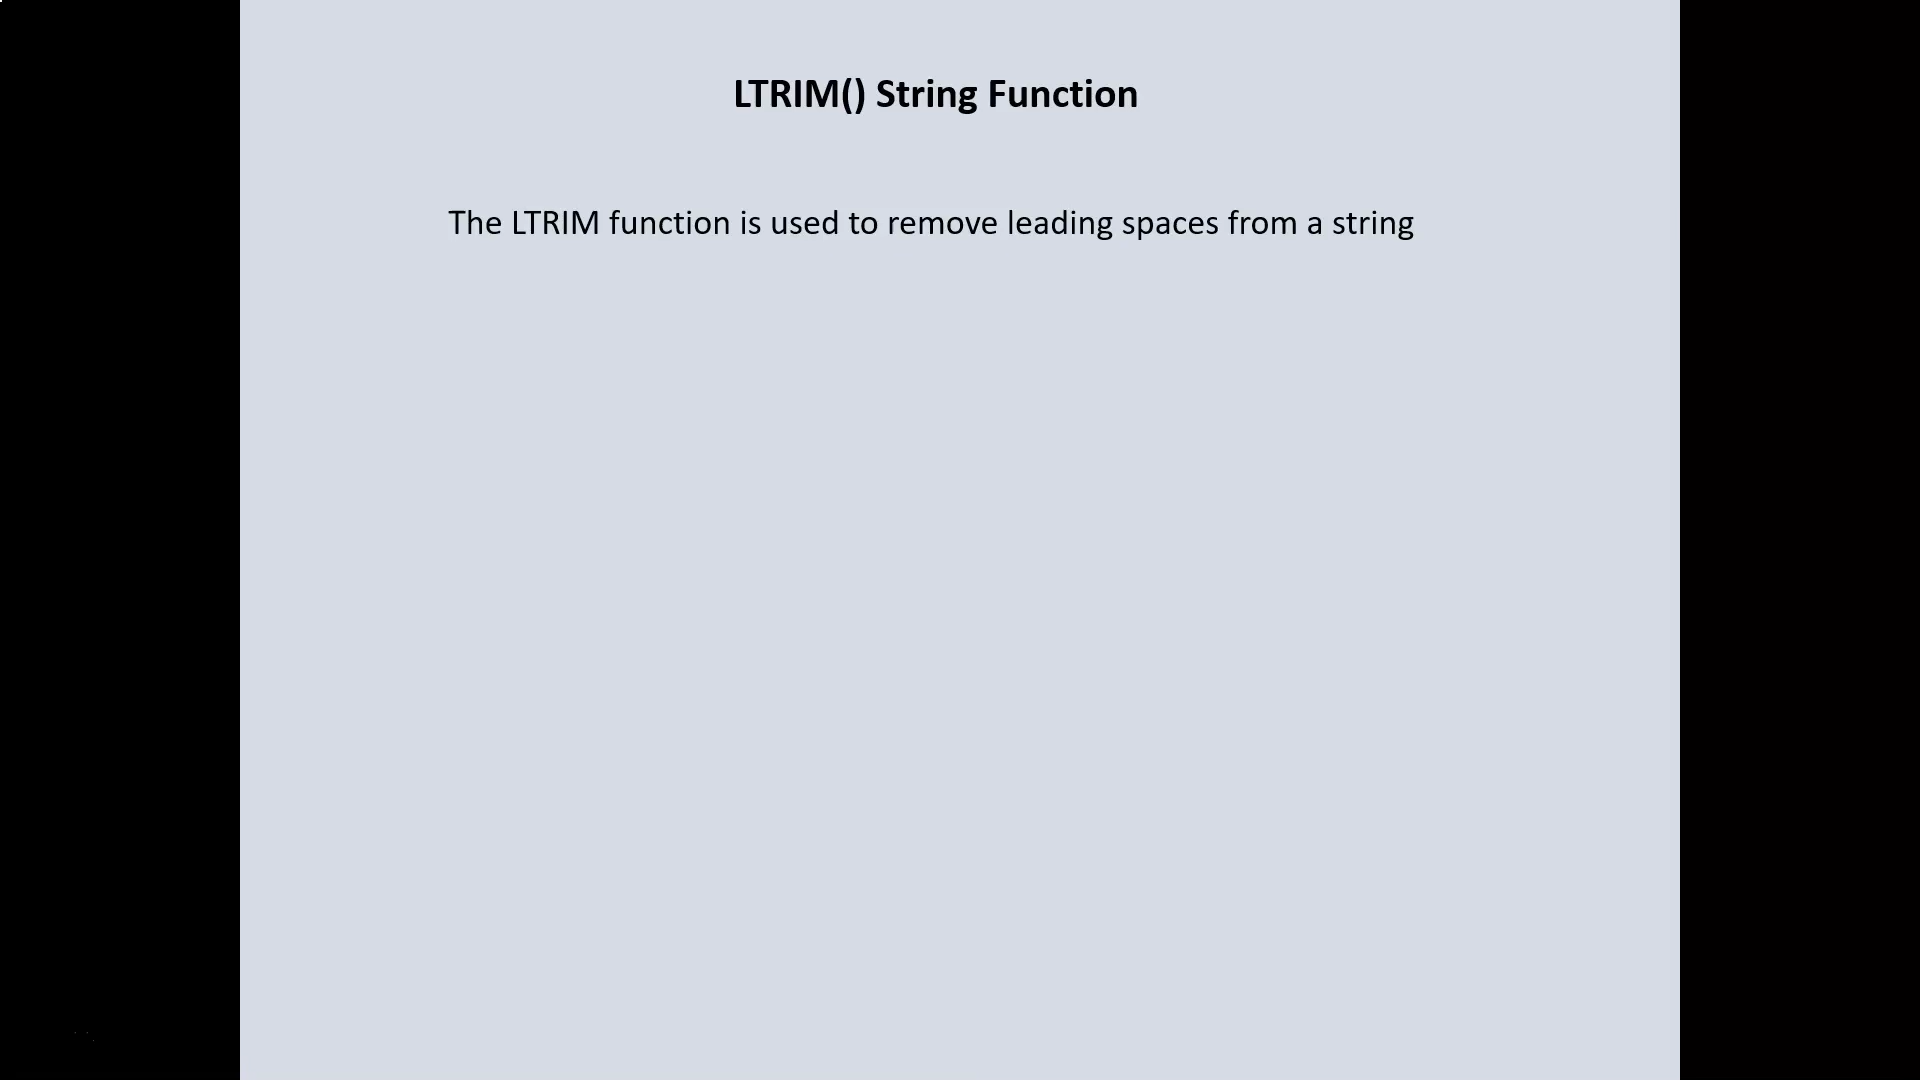 LTRIM() String Function
The LTRIM function is used to remove leading spaces from a string